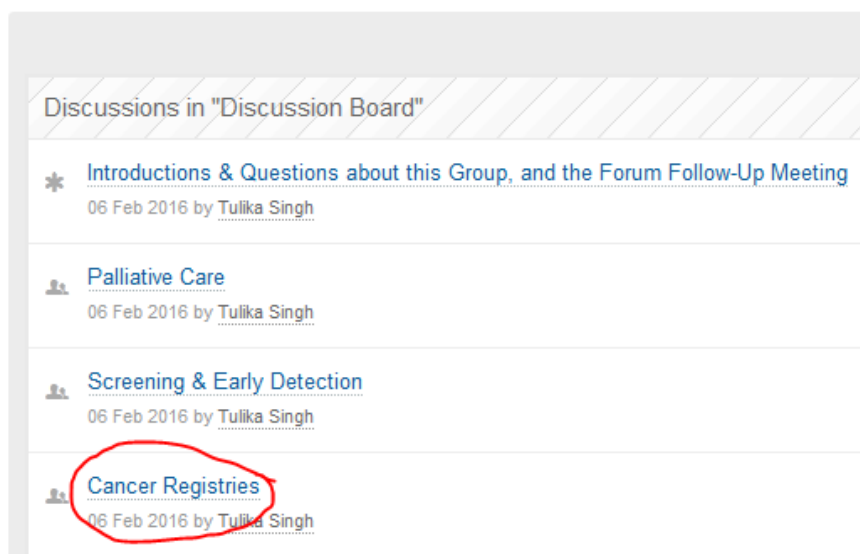 Discussions in "Discussion Board"
Introductions & Questions about this Group, and the Forum Follow-Up Meeting
06 Feb 2016 by Tulika Singh
Palliative Care
06 Feb 2016 by Tulika Singh
Screening & Early Detection
06 Feb 2016 by Tulika Singh
Cancer Registries
06 Feb 2016 by Tulika Singh